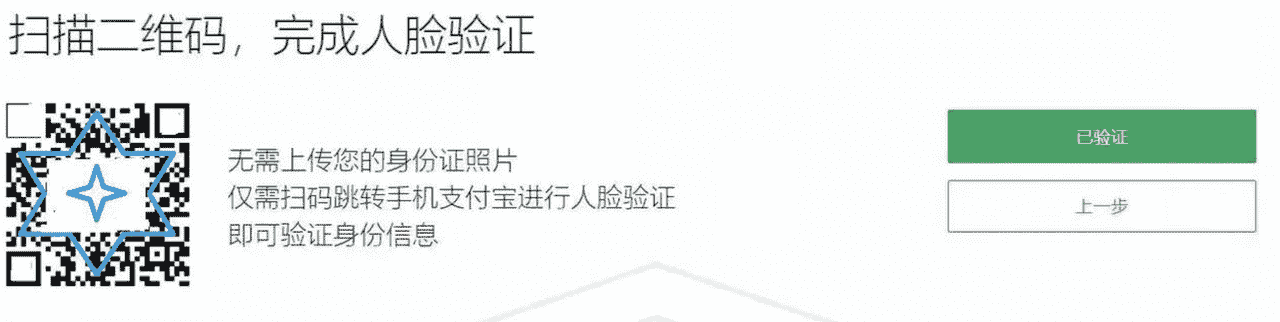 扫描二维码，完成人脸验证
无需上传您的身份证照片
仅需扫码跳转手机支付宝进行人脸验证
即可验证身份信息
已验证
上一步